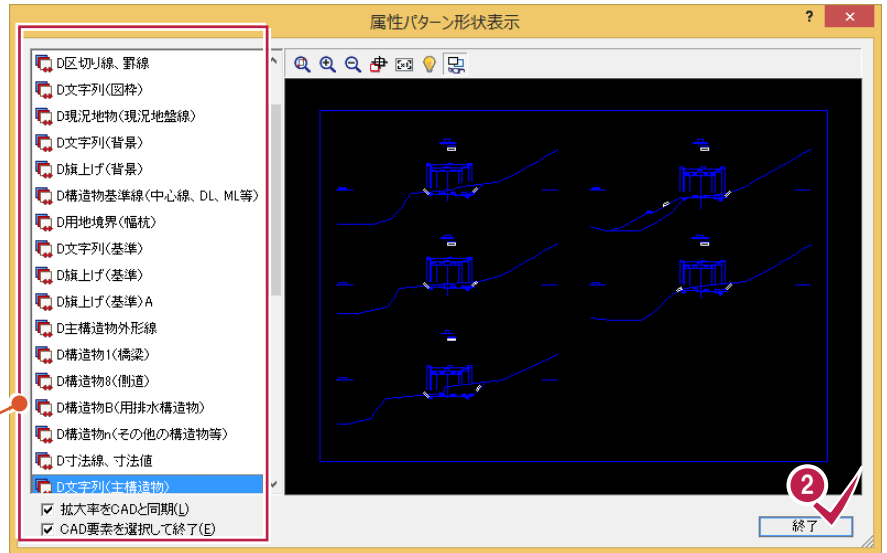 属性パターン形状表示
?
×
D区切り線、罫線
D文字列(図枠)
D現況地物(現況地盤線)
D文字列(背景)
D旗上げ(背景)
D構造物基準線(中心線、DL、ML等)
D用地境界(幅杭)
D文字列(基準)
D旗上げ(基準)
D旗上げ(基準)A
D主構造物外形線
D構造物1(橋梁)
D構造物8(側道)
D構造物B(用排水構造物)
D構造物n(その他の構造物等)
D寸法線、寸法値
D文字列(主構造物)
拡大率をCADと同期(L)
CAD要素を選択して終了(E)
2
終了